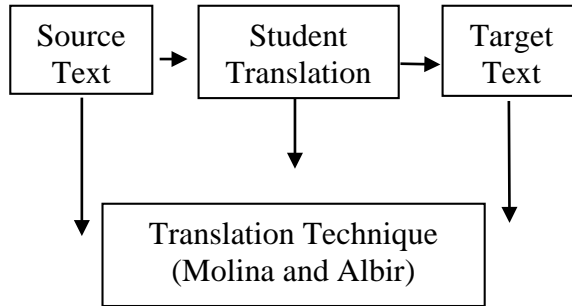 Source
Text
Student
Translation
Target
Text
Translation Technique
(Molina and Albir)